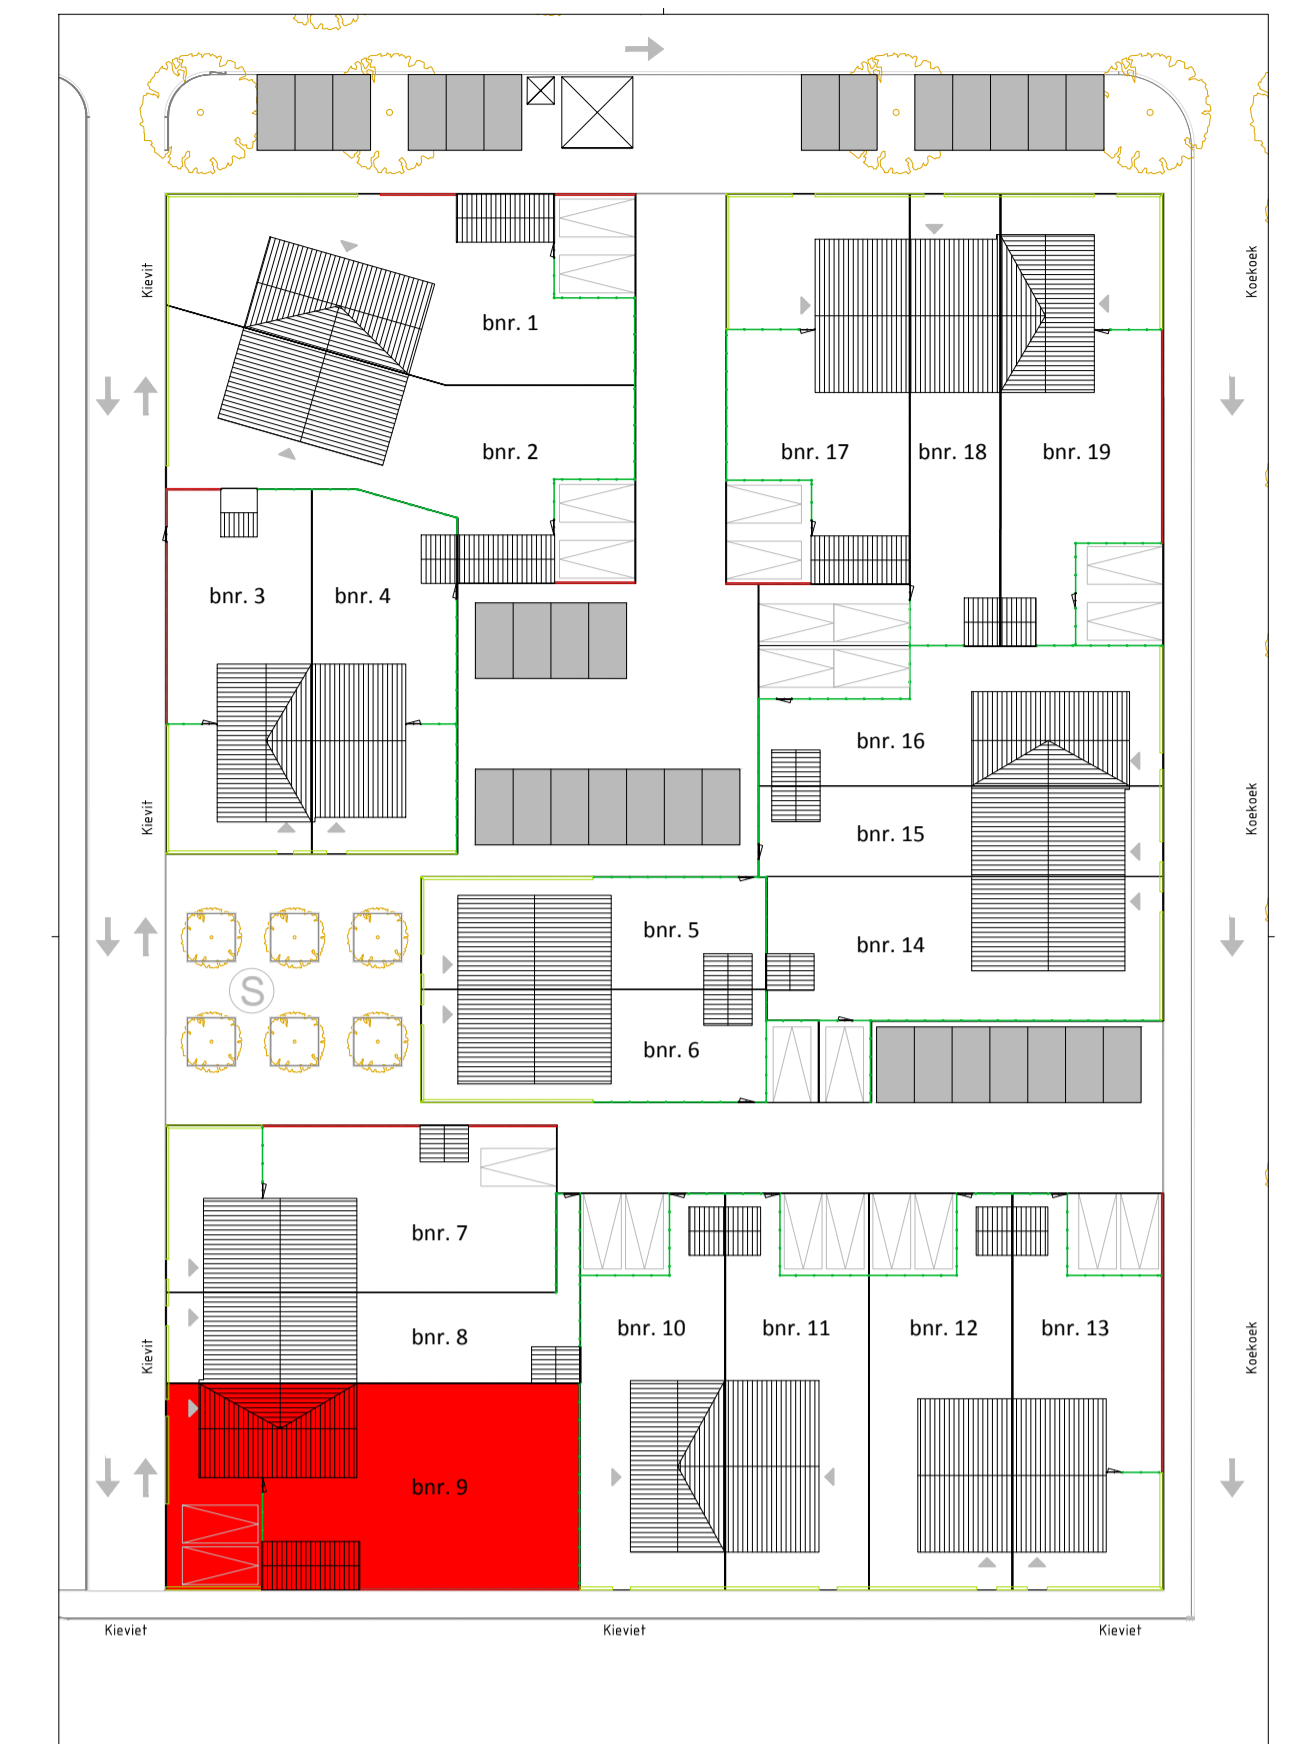 Kievit
Koekoek
bnr. 1
bnr. 2
bnr. 17
bnr. 18
bnr. 19
bnr. 3
bnr. 4
bnr. 16
Kievit
Koekoek
bnr. 15
bnr. 5
bnr. 14
S
bnr. 6
bnr. 7
bnr. 8
bnr. 10
bnr. 11
bnr. 12
bnr. 13
Kievit
Koekoek
bnr. 9
Kieviet
Kieviet
Kieviet